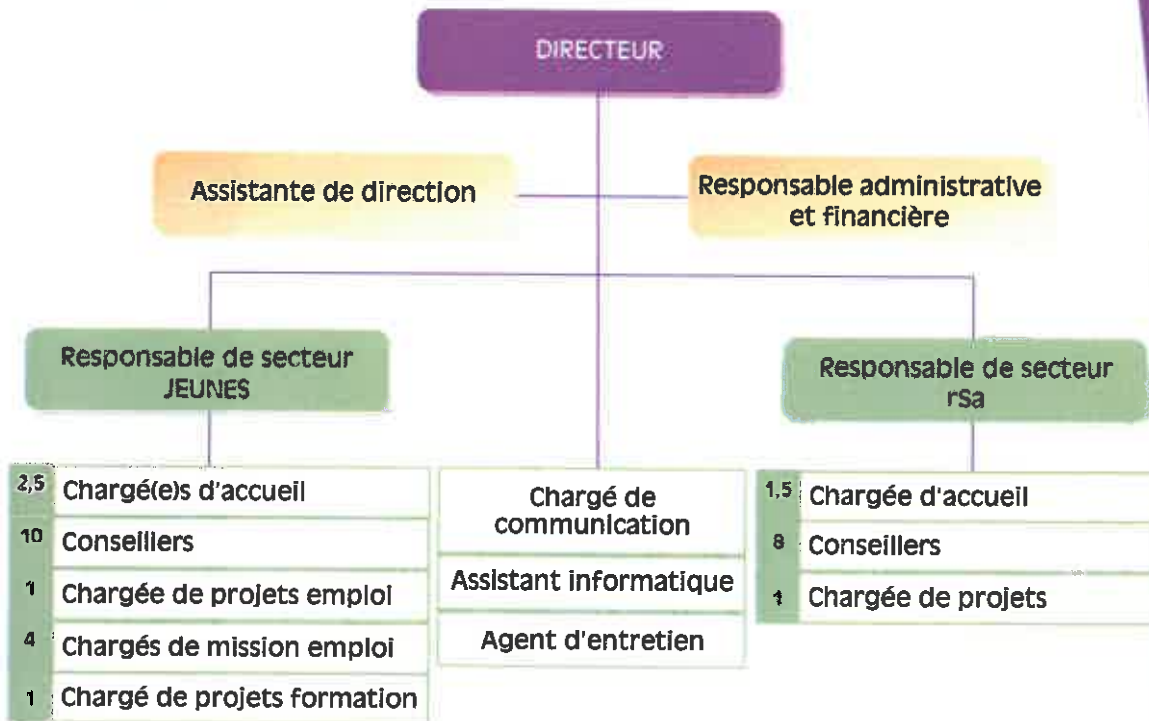 DIRECTEUR
Assistante de direction
Responsable administrative
et financière
Responsable de secteur
JEUNES
Responsable de secteur
rSa
2,5 Chargé(e)s d'accueil
10 Conseillers
1 Chargée de projets emploi
4 Chargés de mission emploi
1 Chargé de projets formation
Chargé de
communication
Assistant informatique
Agent d'entretien
1,5 Chargée d'accueil
8 Conseillers
1 Chargée de projets